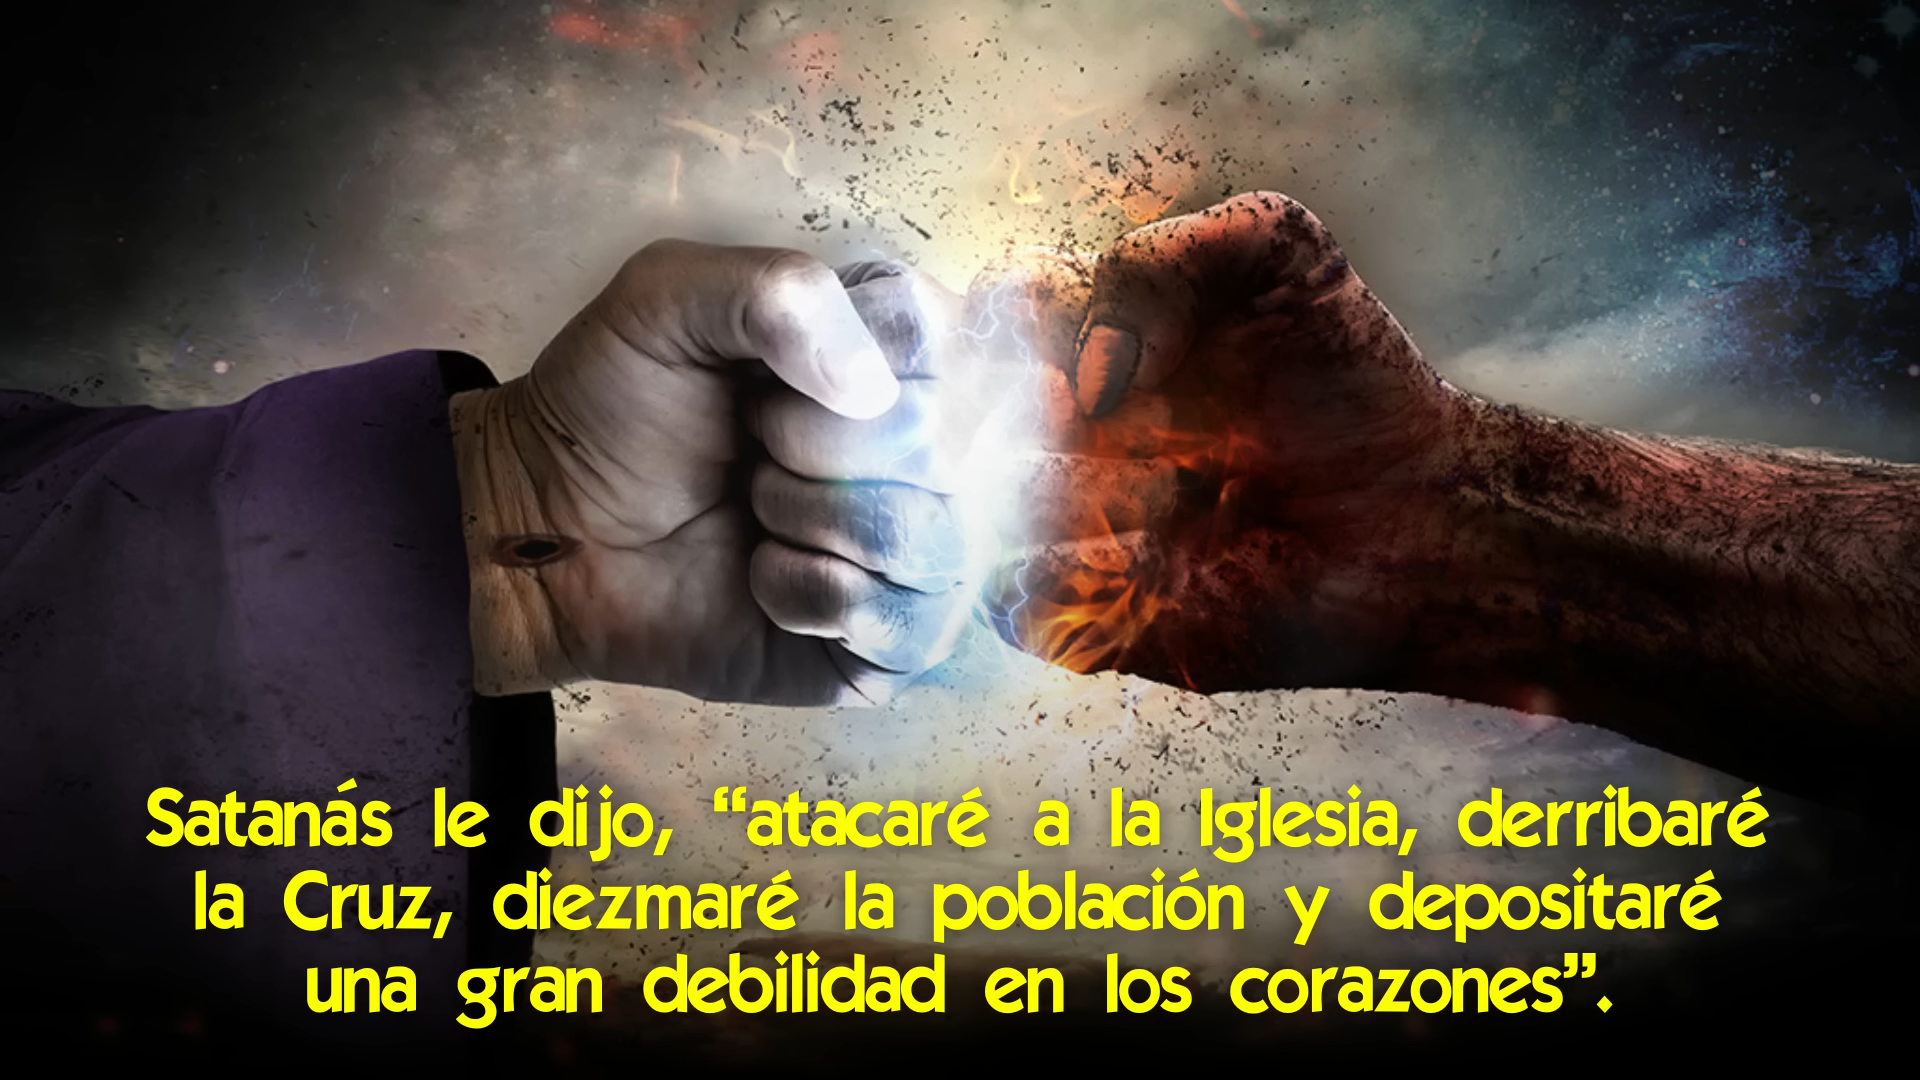 Satanás le dijo, “atacaré a la Iglesia, derribaré
la Cruz, diezmaré la población y depositaré
una gran debilidad en los corazones”.